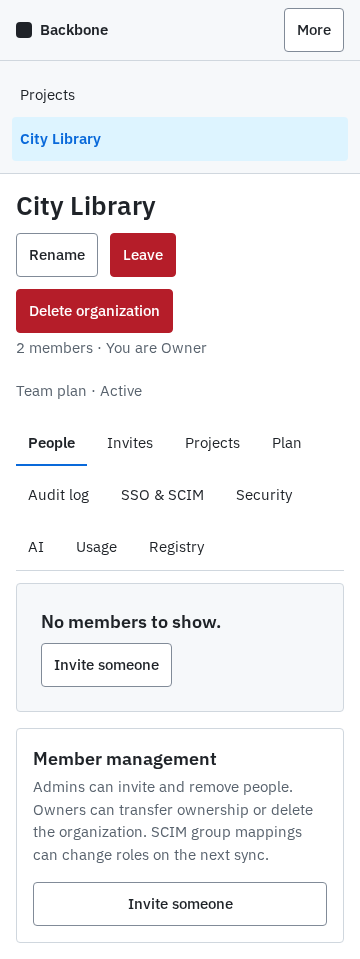 Backbone
More
Projects
City Library
City Library
Rename
Leave
Delete organization
2 members · You are Owner
Team plan · Active
People
Invites
Projects
Plan
Audit log
SSO & SCIM
Security
AI
Usage
Registry
No members to show.
Invite someone
Member management
Admins can invite and remove people.
Owners can transfer ownership or delete
the organization. SCIM group mappings
can change roles on the next sync.
Invite someone